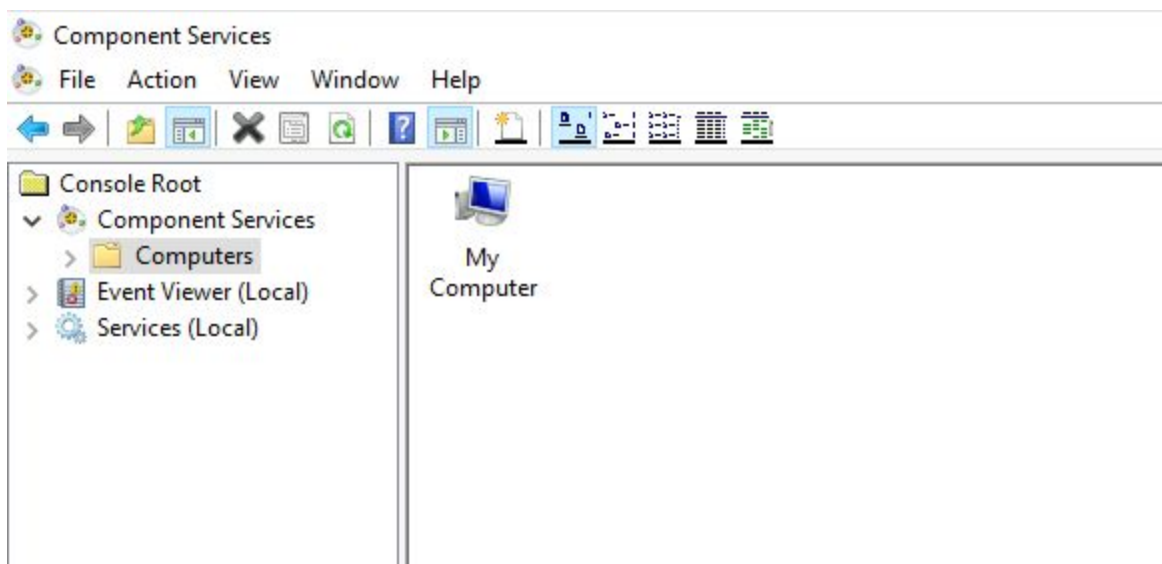 Component Services
File Action View Window Help
Console Root
Component Services
Computers
Event Viewer (Local)
Services (Local)
My
Computer